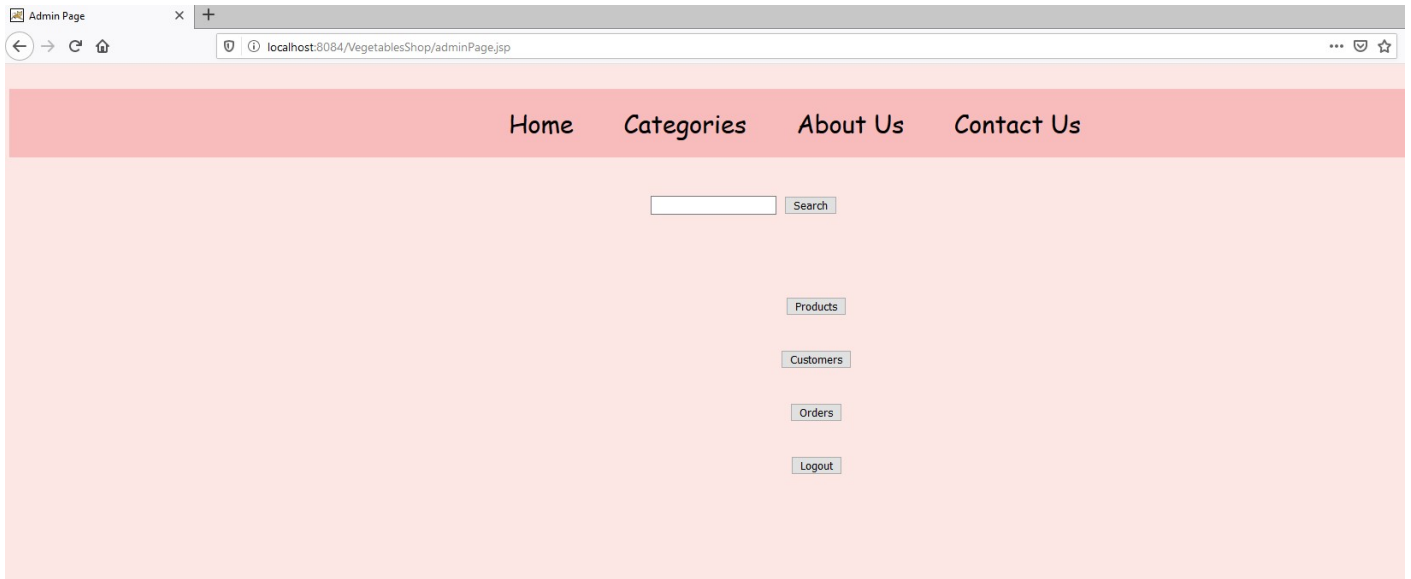 Admin Page
localhost:8084/VegetablesShop/adminPage.jsp
Home Categories About Us Contact Us
Search
Products
Customers
Orders
Logout